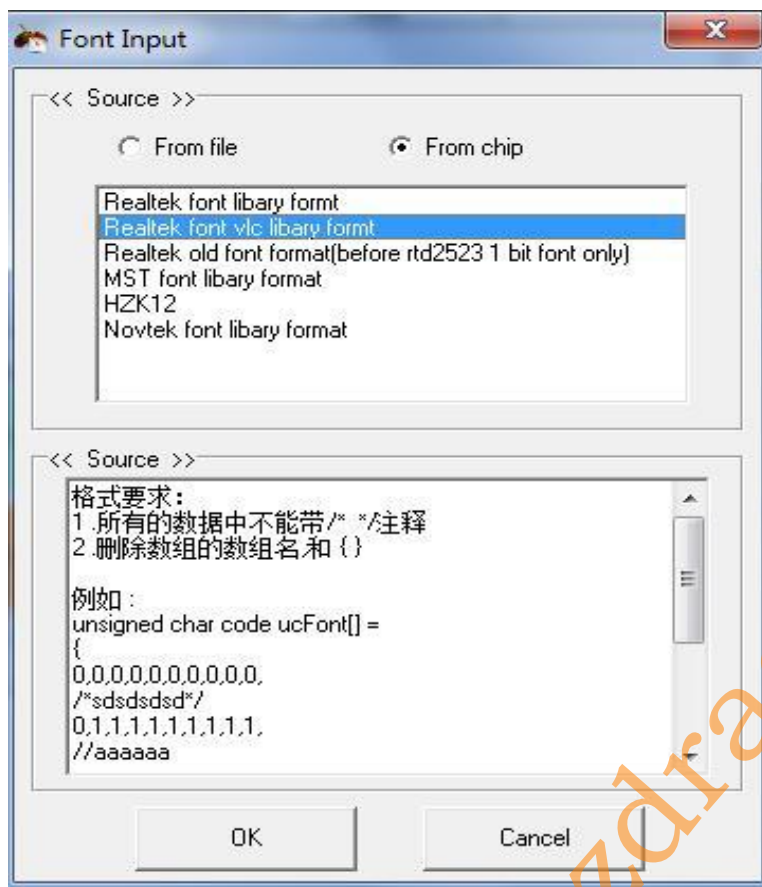 Font Input
<< Source >>
From file
From chip
Realtek font libary formt
Realtek font vlc libary formt
Realtek old font format(before rtd2523 1 bit font only)
MST font libary format
HZK12
Novtek font libary format
<< Source >>
格式要求：
1 .所有的数据中不能带/* */注释
2 .删除数组的数组名,和 { }
例如 :
unsigned char code ucFont[] =
{
0,0,0,0,0,0,0,0,0,0,
/*sdsdsdsd*/
0,1,1,1,1,1,1,1,1,1,
//aaaaaa
OK
Cancel
zdra